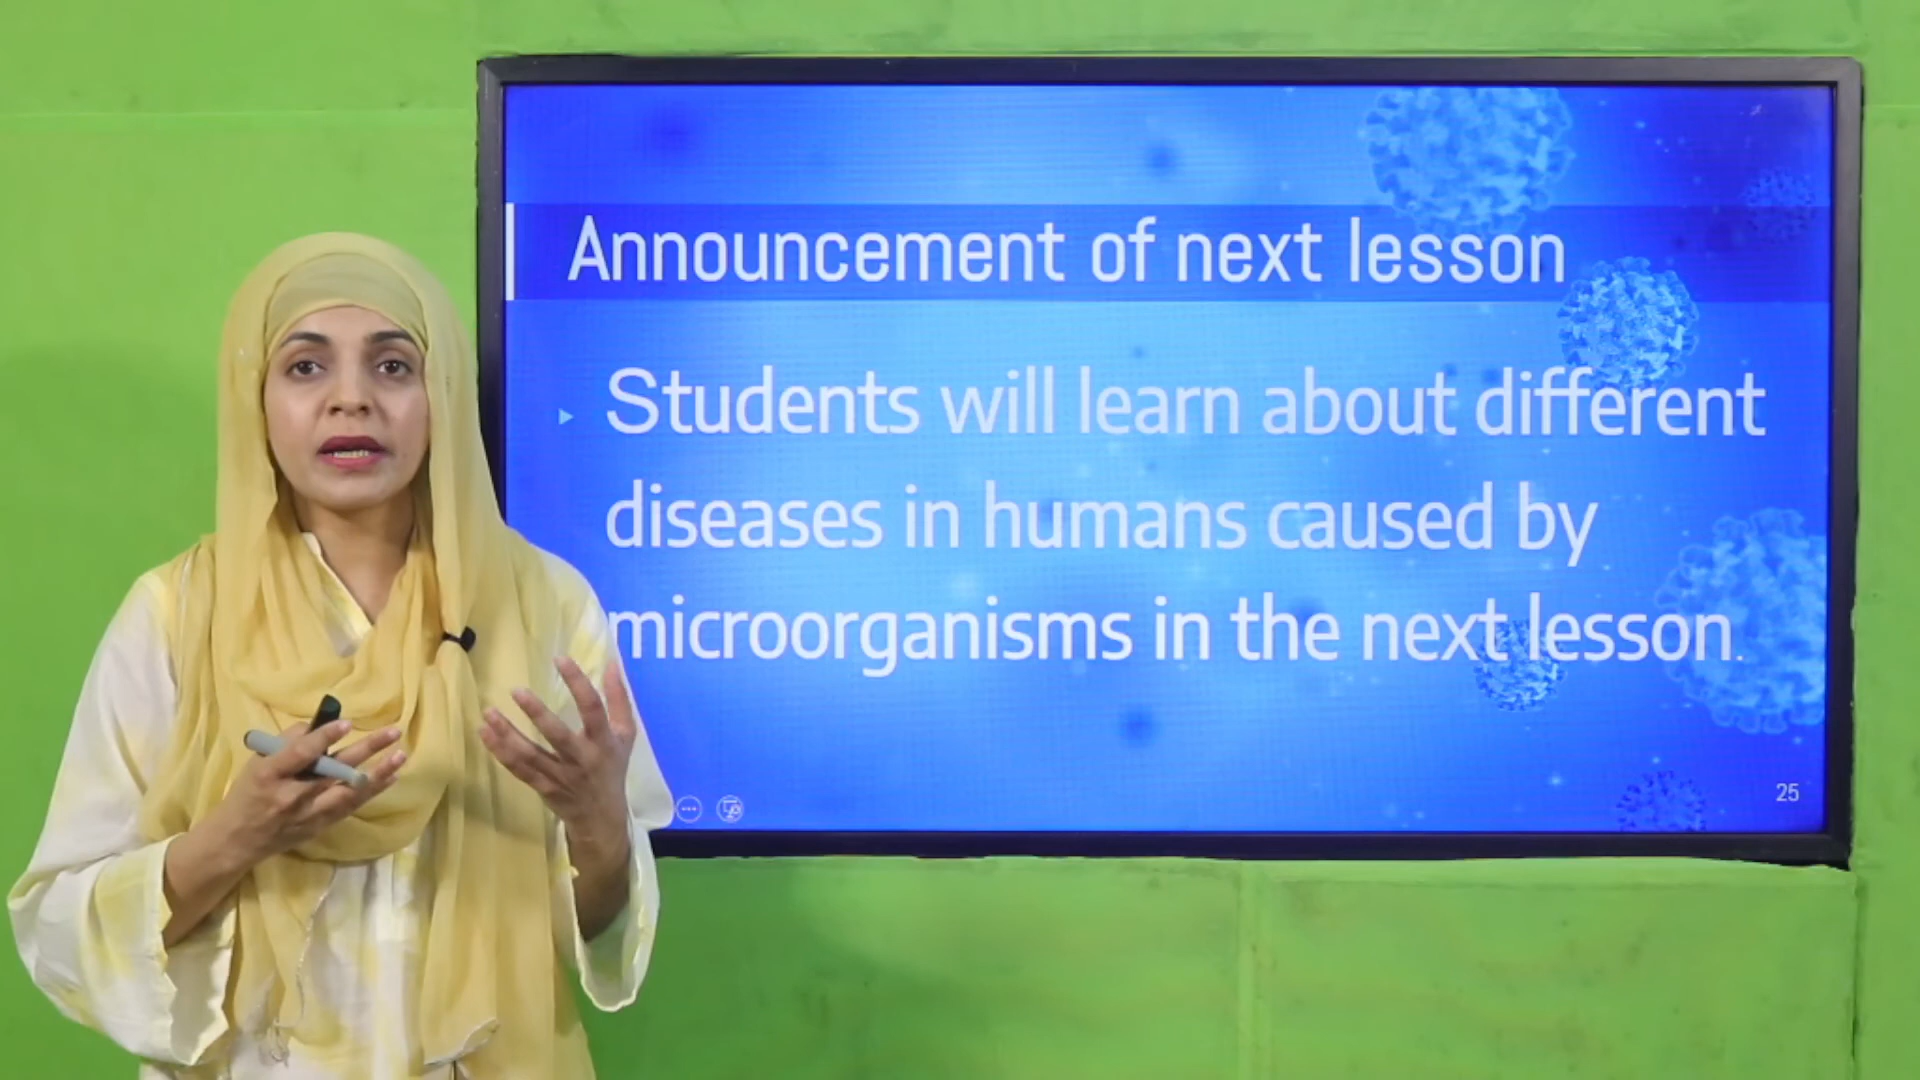 Announcement of next lesson
Students will learn about different
diseases in humans caused by
microorganisms in the next lesson.
25